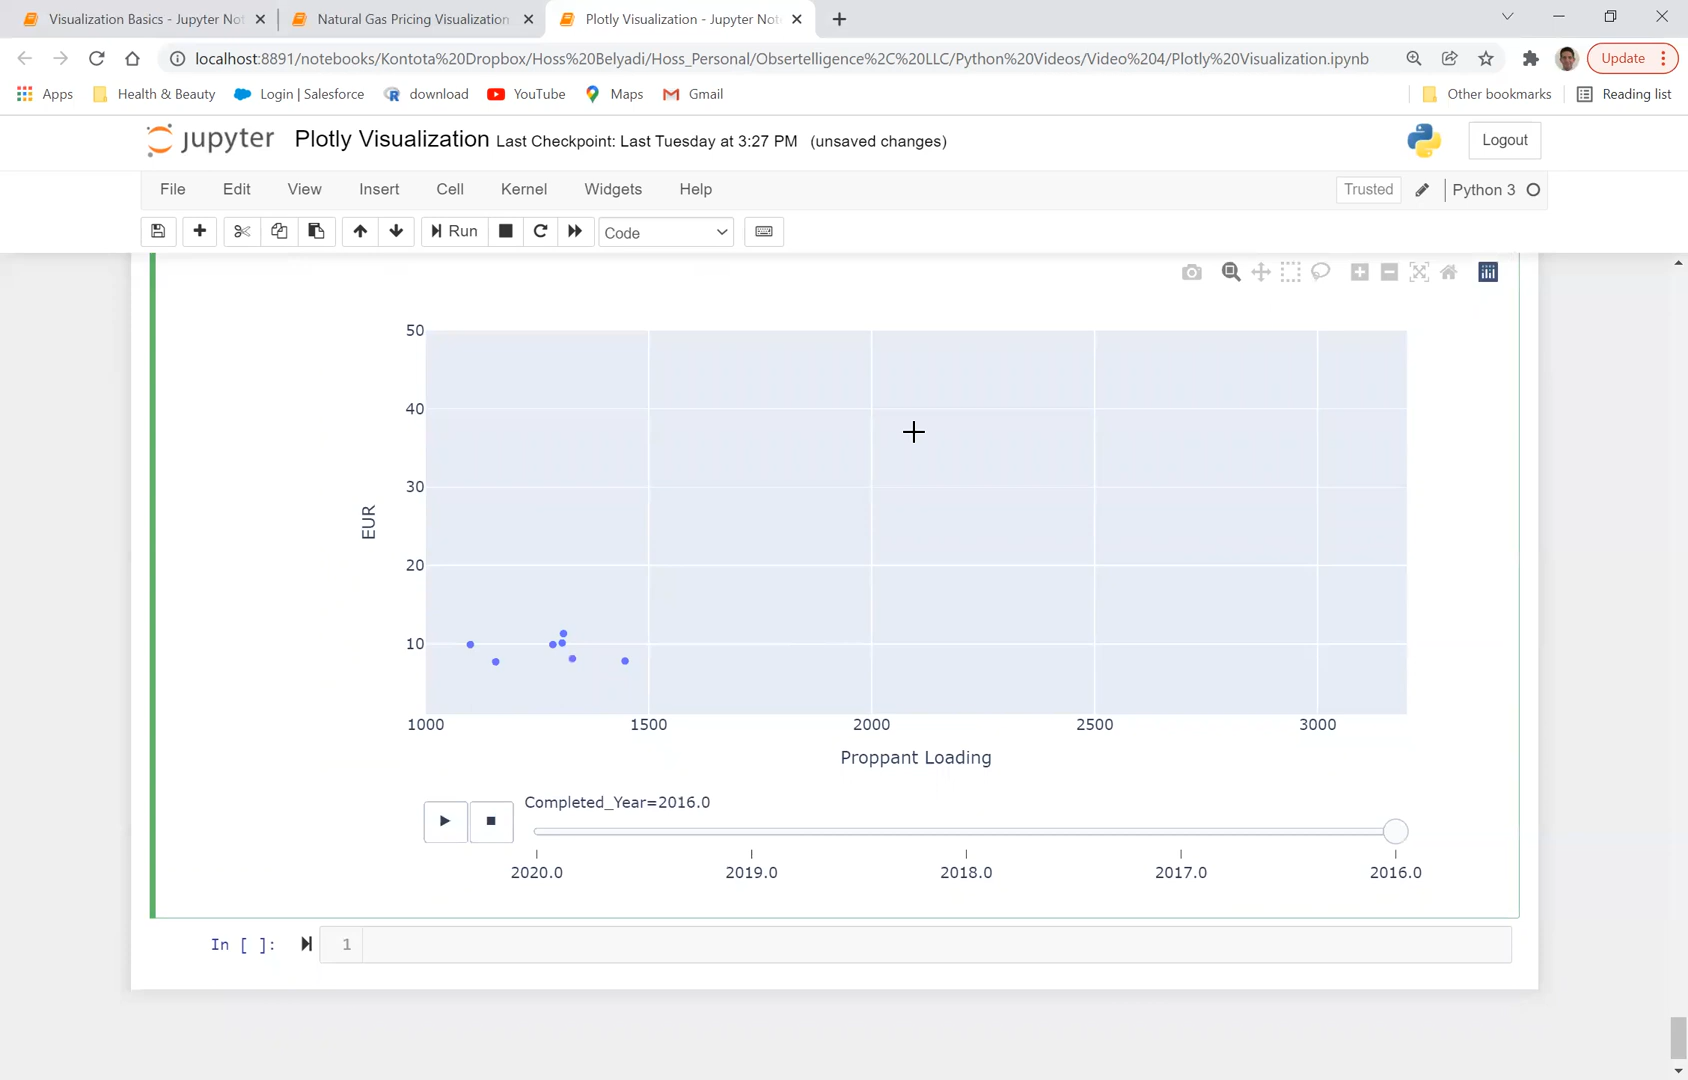 Visualization Basics - Jupyter Not
Natural Gas Pricing Visualization
Plotly Visualization - Jupyter Not
localhost:8891/notebooks/Kontota%20Dropbox/Hoss%20Belyadi/Hoss_Personal/Obsertelligence%2C%20LLC/Python%20Videos/Video%204/Plotly%20Visualization.ipynb
Update
Apps
Health & Beauty
Login | Salesforce
download
YouTube
Maps
Gmail
Other bookmarks
Reading list
jupyter
Plotly Visualization Last Checkpoint: Last Tuesday at 3:27 PM (unsaved changes)
Logout
File
Edit
View
Insert
Cell
Kernel
Widgets
Help
Trusted
Python 3
Run
Code
50
40
30
20
10
EUR
1000
1500
2000
2500
3000
Proppant Loading
Completed_Year=2016.0
2020.0
2019.0
2018.0
2017.0
2016.0
In [ ]:
1